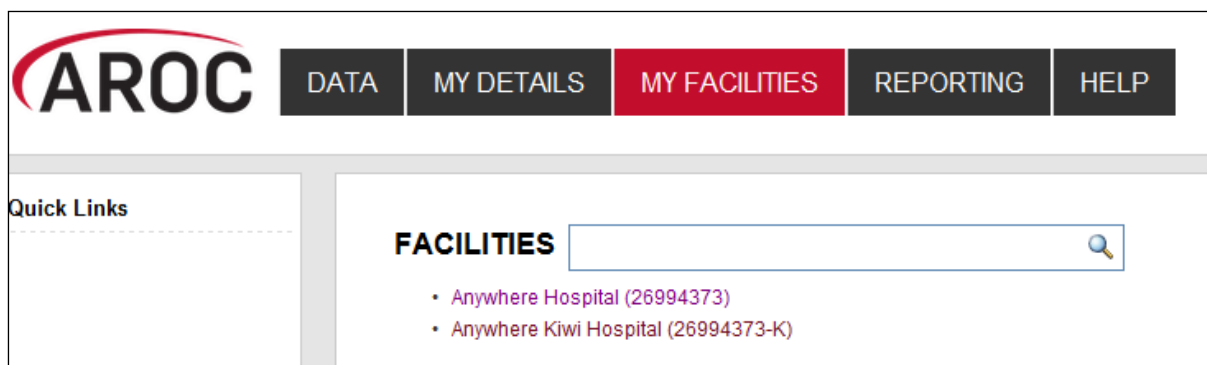 AROC DATA MY DETAILS MY FACILITIES REPORTING HELP
Quick Links
FACILITIES
• Anywhere Hospital (26994373)
• Anywhere Kiwi Hospital (26994373-K)